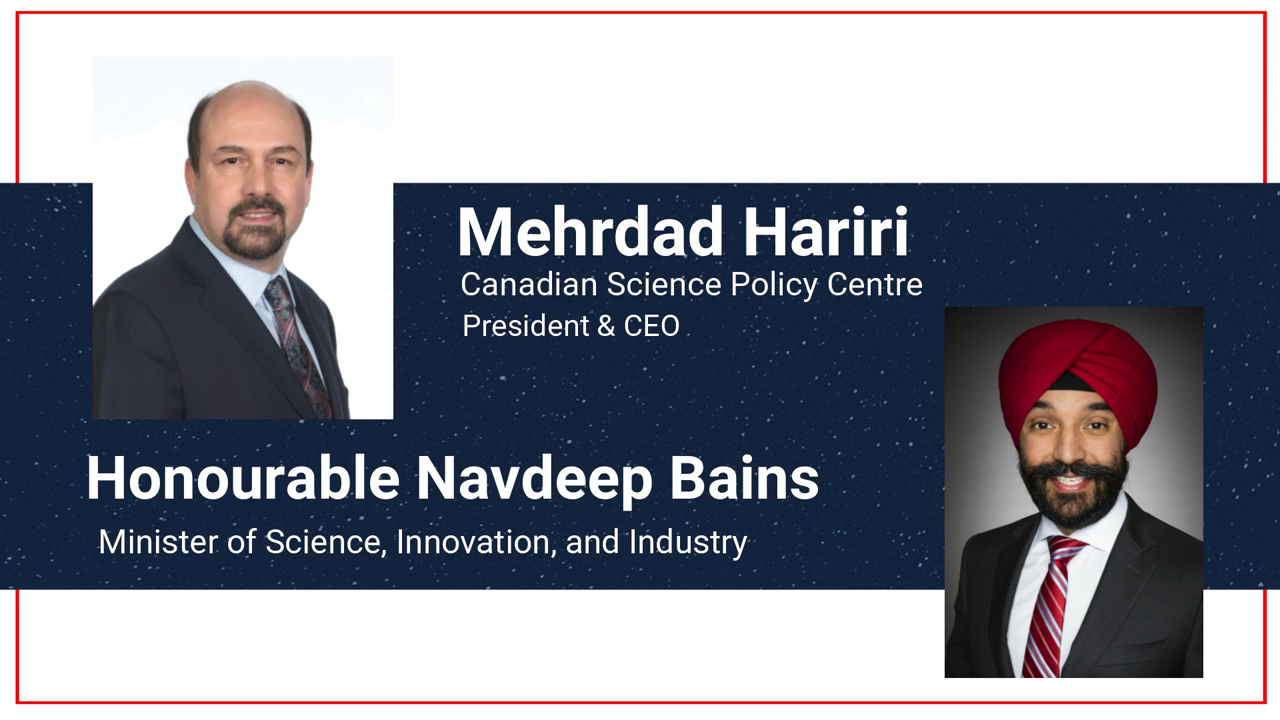 Mehrdad Hariri
Canadian Science Policy Centre
President & CEO
Honourable Navdeep Bains
Minister of Science, Innovation, and Industry